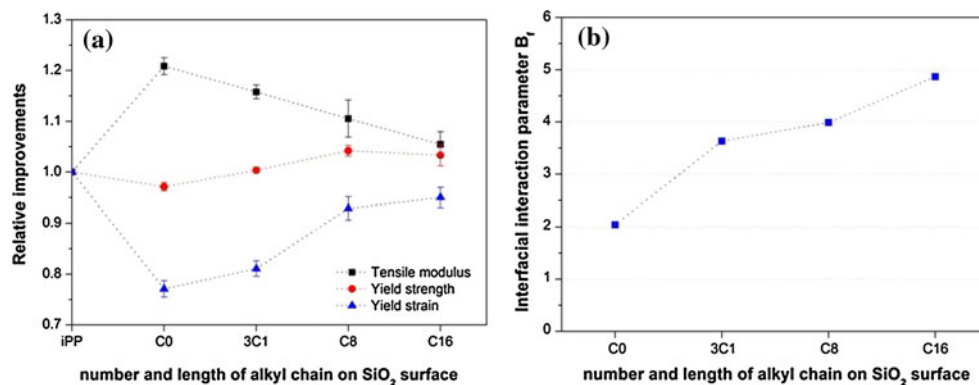 (a)
Relative improvements
1.3
1.2
1.1
1.0
0.9
0.8
0.7
Tensile modulus
Yield strength
Yield strain
iPP C0 3C1 C8 C16
number and length of alkyl chain on SiO₂ surface
(b)
Interfacial interaction parameter B_f
6
5
4
3
2
1
0
C0 3C1 C8 C16
number and length of alkyl chain on SiO₂ surface